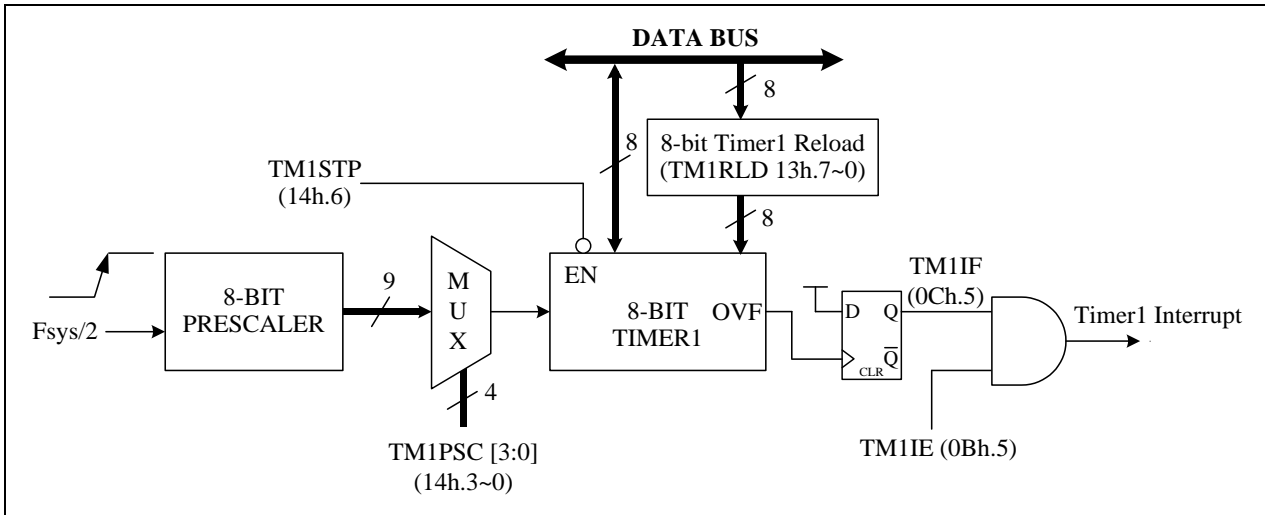 DATA BUS
8
8-bit Timer1 Reload
(TM1RLD 13h.7~0)
8
8
TM1STP
(14h.6)
Fsys/2
8-BIT
PRESCALER
9
M
U
X
4
TM1PSC [3:0]
(14h.3~0)
EN
8-BIT
TIMER1
OVF
D
Q
Q̅
CLR
TM1IF
(0Ch.5)
TM1IE (0Bh.5)
Timer1 Interrupt